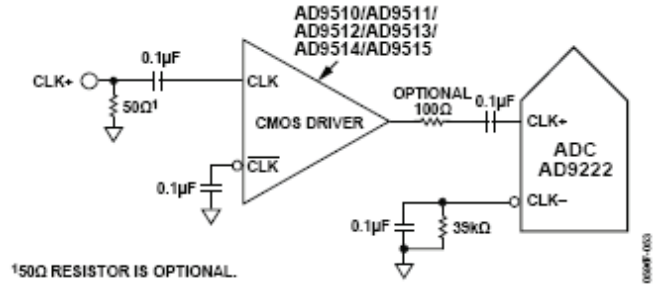 AD9510/AD9511/
AD9512/AD9513/
AD9514/AD9515
0.1µF
CLK+
CLK
50Ω¹
CMOS DRIVER
OPTIONAL
100Ω
0.1µF
CLK+
ADC
AD9222
CLK
0.1µF
CLK–
0.1µF
39kΩ
¹50Ω RESISTOR IS OPTIONAL.